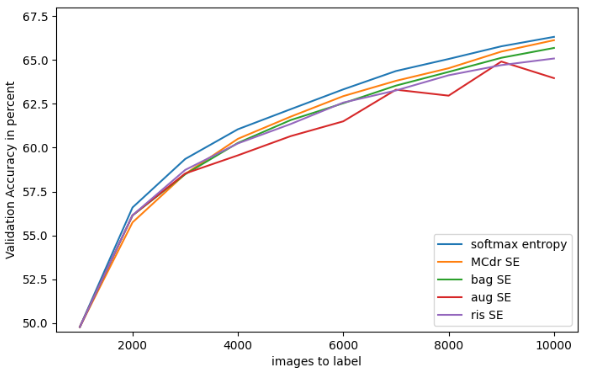 67.5
65.0
62.5
60.0
57.5
55.0
52.5
50.0
Validation Accuracy in percent
softmax entropy
MCdr SE
bag SE
aug SE
ris SE
2000 4000 6000 8000 10000
images to label